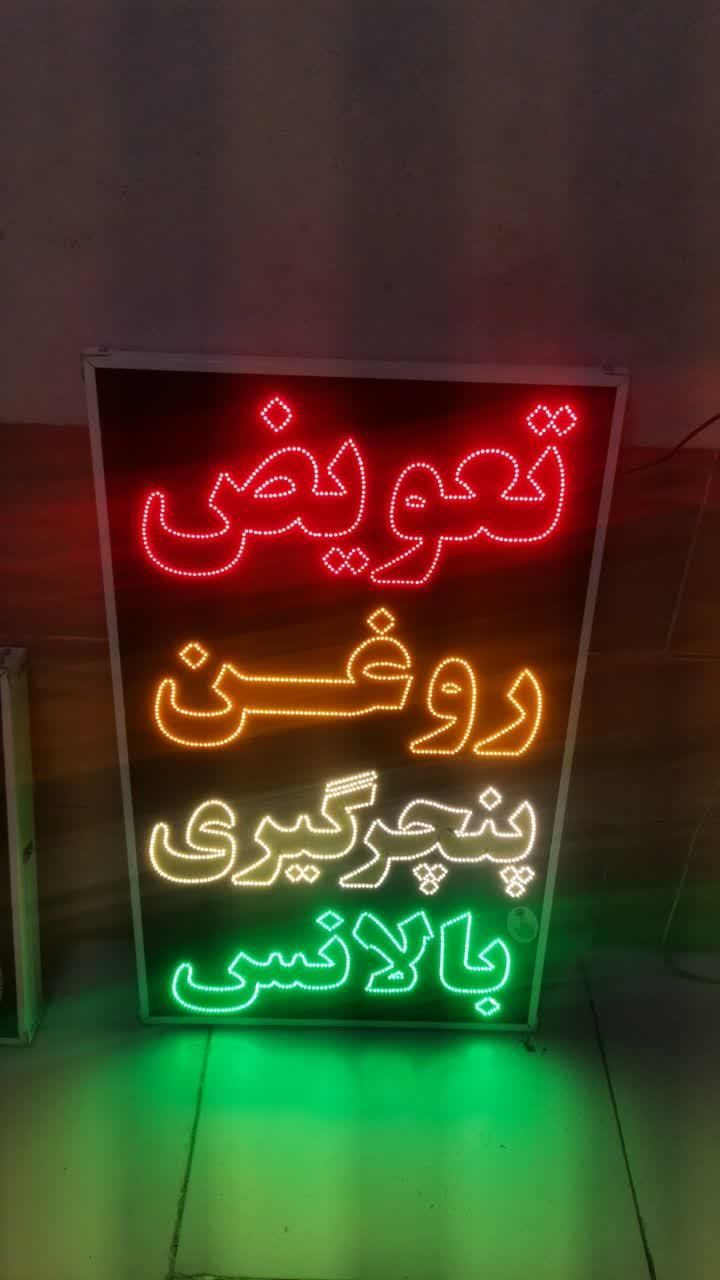 تعویض
روغن
پنچرگیری
بالانس